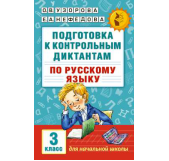 О.В. УЗОРОВА
Е.А. НЕФЁДОВА
ПОДГОТОВКА
К КОНТРОЛЬНЫМ
ДИКТАНТАМ
ПО РУССКОМУ
ЯЗЫКУ
3
КЛАСС
для начальной школы